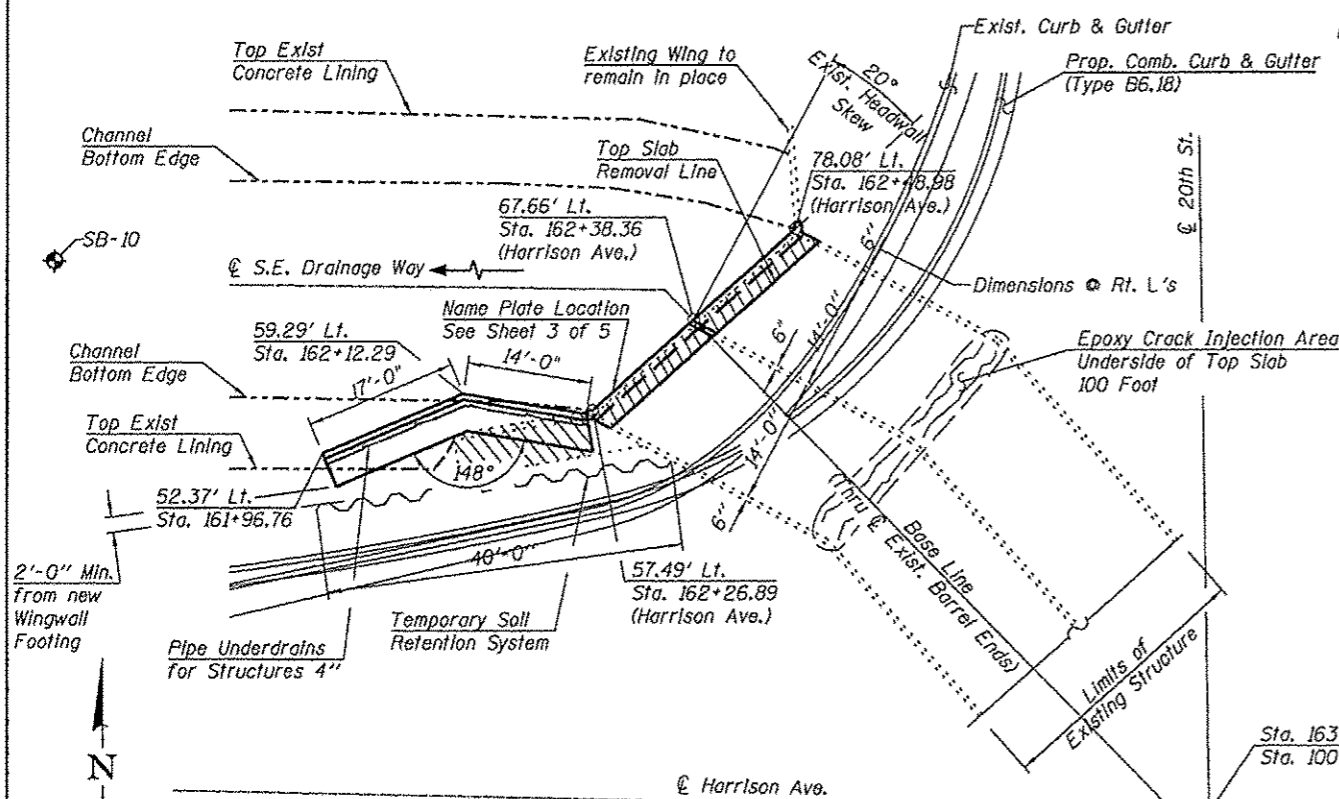 Exist. Curb & Gutter
Top Exist
Concrete Lining
Existing Wing to
remain in place
20°
Exist. Headwall
Skew
Prop. Comb. Curb & Gutter
(Type B6.18)
Channel
Bottom Edge
Top Slab
Removal Line
78.08' Lt.
Sta. 162+48.98
(Harrison Ave.)
℄ 20th St.
67.66' Lt.
Sta. 162+38.36
(Harrison Ave.)
SB-10
6"
℄ S.E. Drainage Way
Dimensions @ Rt. L's
Name Plate Location
See Sheet 3 of 5
14'-0"
6"
59.29' Lt.
Sta. 162+12.29
14'-0"
Epoxy Crack Injection Area
Underside of Top Slab
100 Foot
Channel
Bottom Edge
17'-0"
Top Exist
Concrete Lining
14'-0"
148°
52.37' Lt.
Sta. 161+96.76
6"
Base Line
(Thru ℄ Exist. Barrel Ends)
40'-0"
2'-0" Min.
from new
Wingwall
Footing
57.49' Lt.
Sta. 162+26.89
(Harrison Ave.)
Temporary Soil
Retention System
Pipe Underdrains
for Structures 4"
Limits of
Existing Structure
N
Sta. 163
Sta. 100
℄ Harrison Ave.